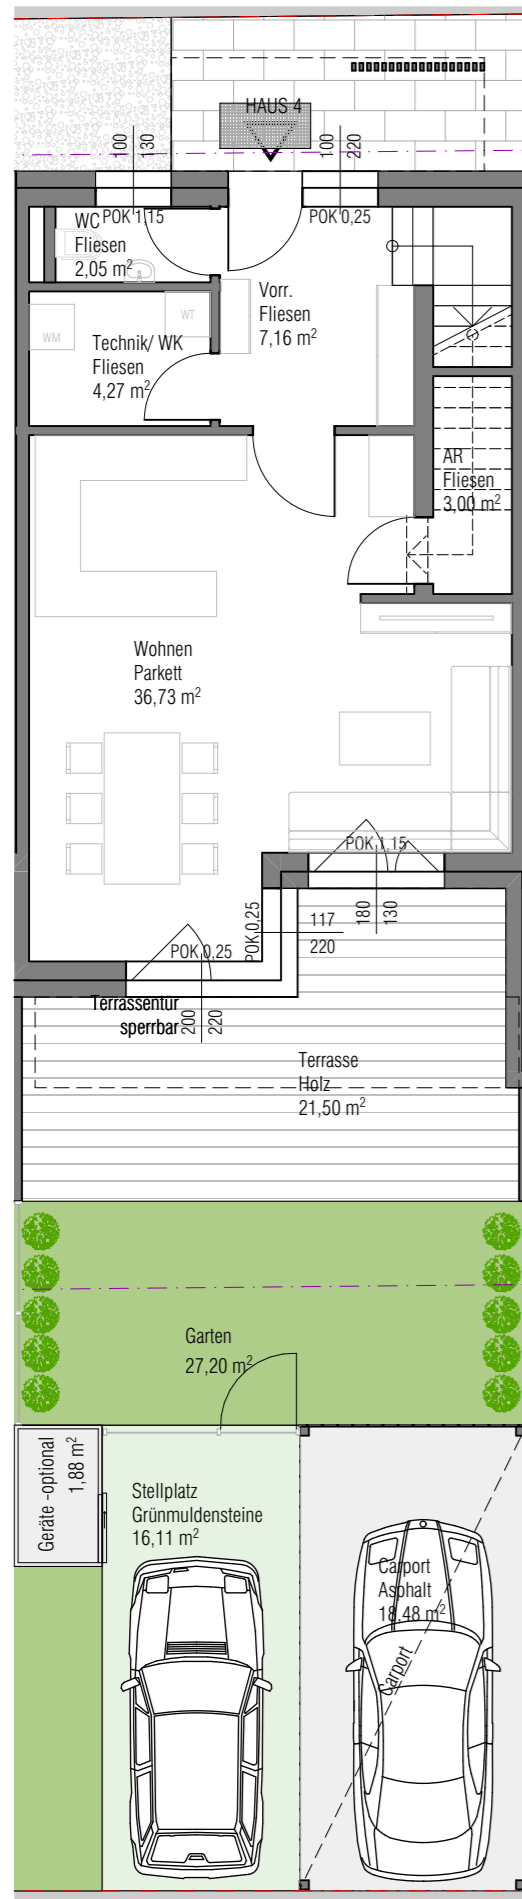 HAUS 4
100
130
100
220
POK 1,15
POK 0,25
WC
Fliesen
2,05 m²
Vorr.
Fliesen
7,16 m²
WM
WT
Technik/ WK
Fliesen
4,27 m²
AR
Fliesen
3,00 m²
Wohnen
Parkett
36,73 m²
POK 1,15
180
130
POK 0,25
117
220
POK 0,25
Terrassentür
sperrbar
200
220
Terrasse
Holz
21,50 m²
Garten
27,20 m²
Geräte -optional
1,88 m²
Stellplatz
Grünmuldensteine
16,11 m²
Carport
Asphalt
18,48 m²
Carport